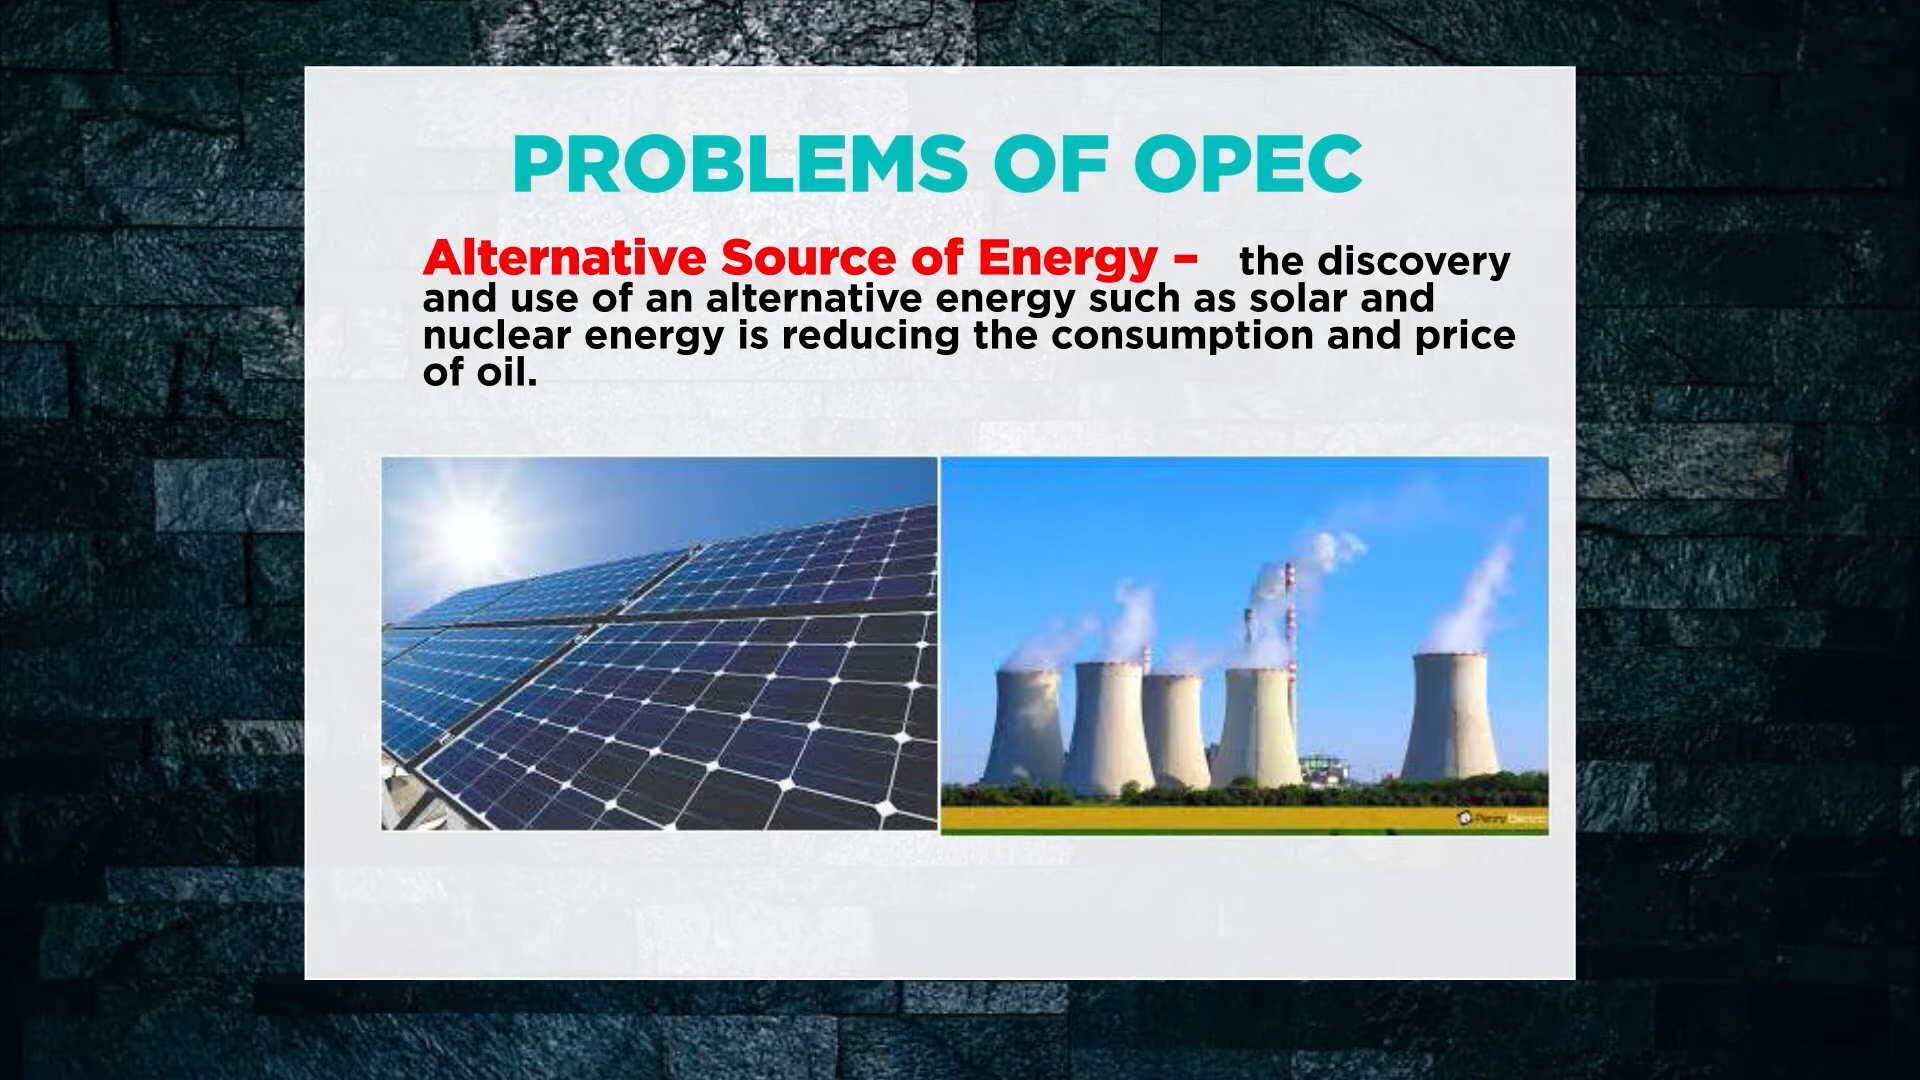 PROBLEMS OF OPEC
Alternative Source of Energy – the discovery
and use of an alternative energy such as solar and
nuclear energy is reducing the consumption and price
of oil.